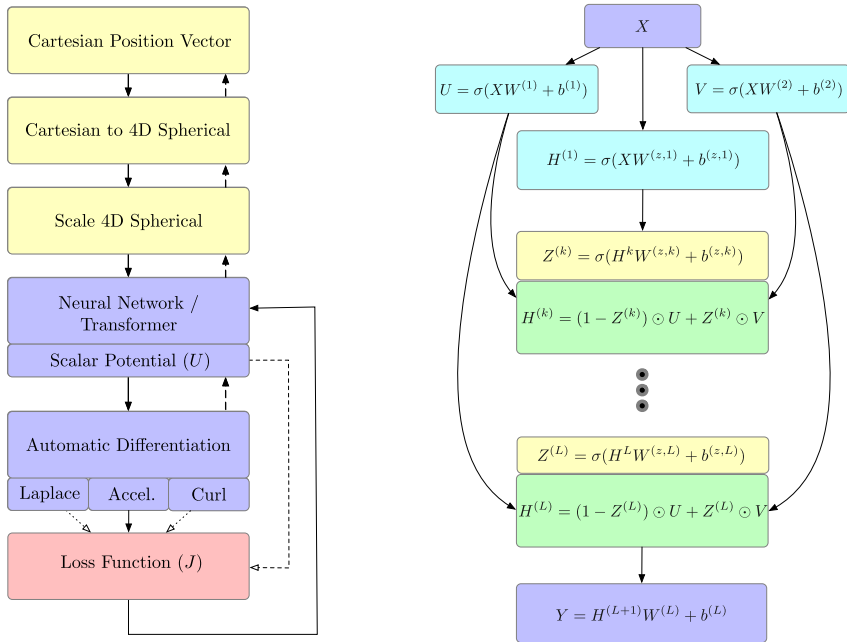 Cartesian Position Vector
Cartesian to 4D Spherical
Scale 4D Spherical
Neural Network /
Transformer
Scalar Potential (U)
Automatic Differentiation
Laplace
Accel.
Curl
Loss Function (J)
X
U = σ(XW^{(1)} + b^{(1)})
V = σ(XW^{(2)} + b^{(2)})
H^{(1)} = σ(XW^{(z,1)} + b^{(z,1)})
Z^{(k)} = σ(H^k W^{(z,k)} + b^{(z,k)})
H^{(k)} = (1 − Z^{(k)}) ⊙ U + Z^{(k)} ⊙ V
Z^{(L)} = σ(H^L W^{(z,L)} + b^{(z,L)})
H^{(L)} = (1 − Z^{(L)}) ⊙ U + Z^{(L)} ⊙ V
Y = H^{(L+1)} W^{(L)} + b^{(L)}